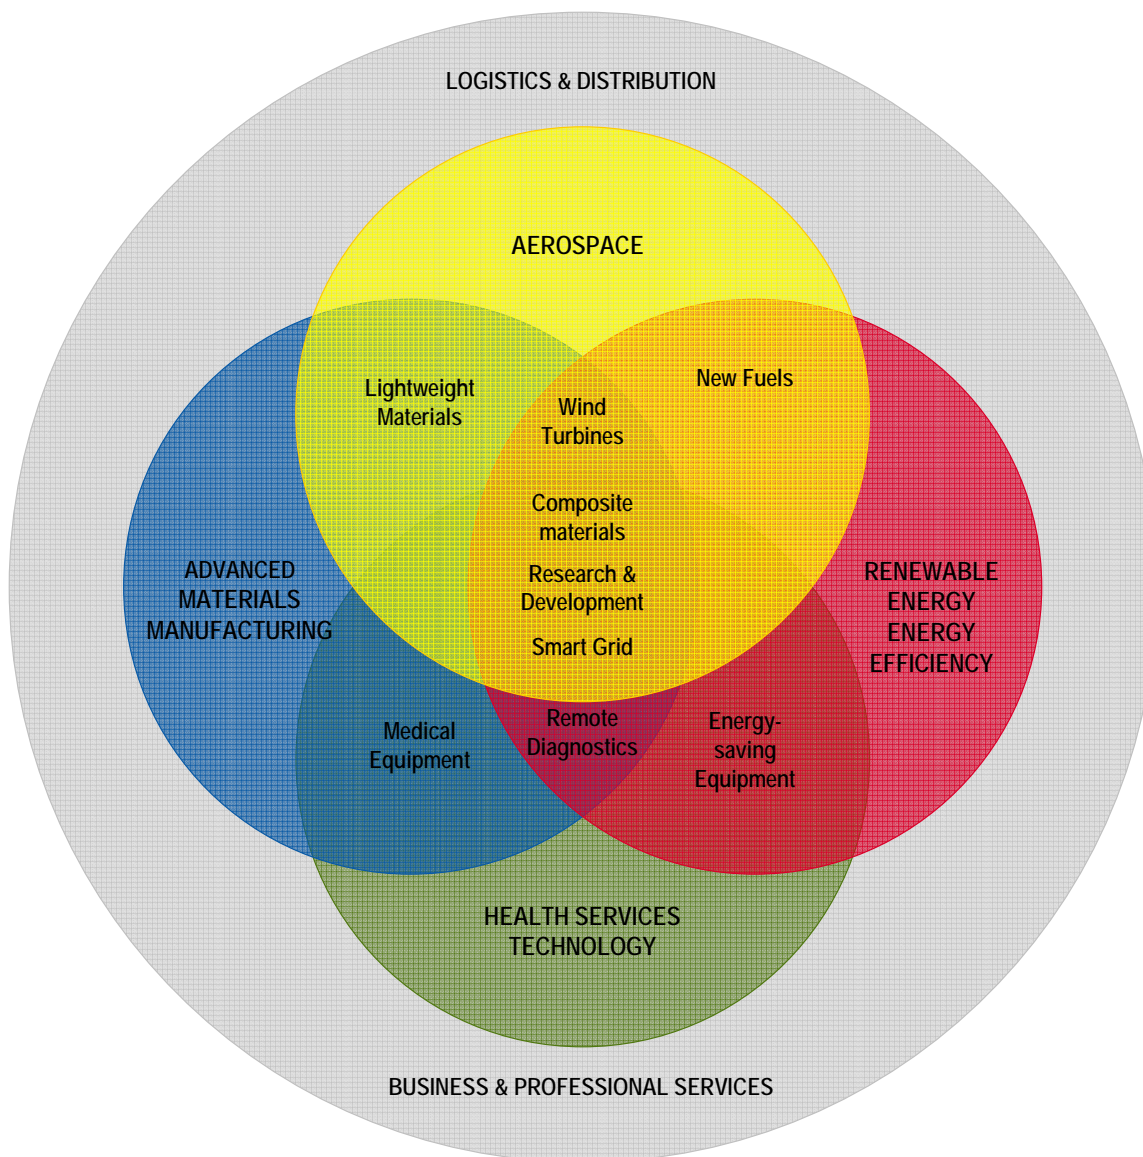 LOGISTICS & DISTRIBUTION
AEROSPACE
Lightweight
Materials
New Fuels
Wind
Turbines
Composite
materials
Research &
Development
Smart Grid
ADVANCED
MATERIALS
MANUFACTURING
RENEWABLE
ENERGY
ENERGY
EFFICIENCY
Medical
Equipment
Remote
Diagnostics
Energy-
saving
Equipment
HEALTH SERVICES
TECHNOLOGY
BUSINESS & PROFESSIONAL SERVICES